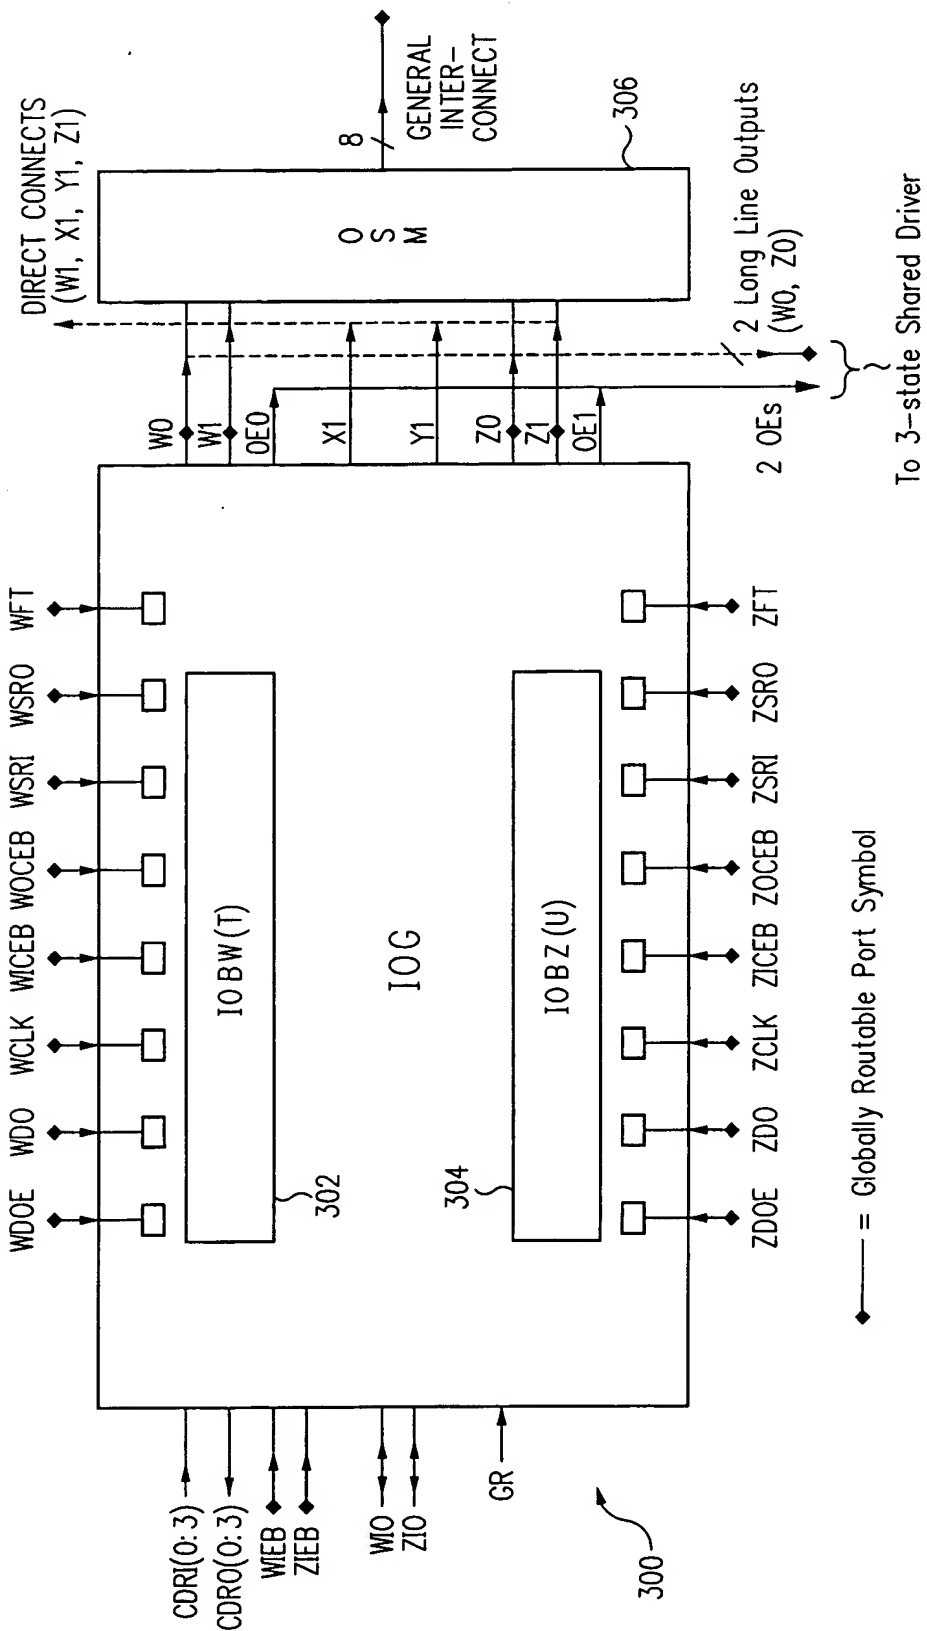 WDOE
WDO
WCLK
WICEB
WOCEB
WSRI
WSRO
WFT
DIRECT CONNECTS
(W1, X1, Y1, Z1)
CDRI(0:3)
CDRO(0:3)
WIEB
ZIEB
WIO
ZIO
GR
300
IOBW(T)
302
IOG
IOBZ(U)
304
W0
W1
OE0
X1
Y1
Z0
Z1
OE1
OSM
306
8
GENERAL
INTER-
CONNECT
ZDOE
ZDO
ZCLK
ZICEB
ZOCEB
ZSRI
ZSRO
ZFT
2 OEs
2 Long Line Outputs
(W0, Z0)
To 3-state Shared Driver
= Globally Routable Port Symbol